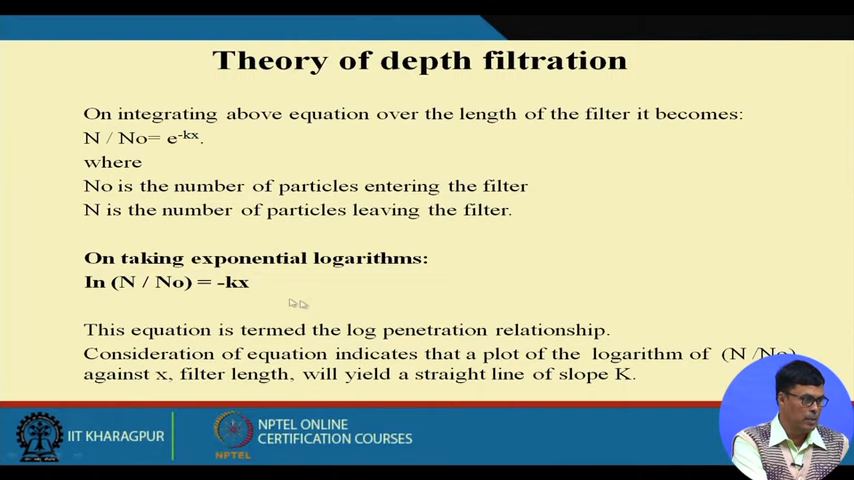 Theory of depth filtration
On integrating above equation over the length of the filter it becomes:
N / No= e-kx.
where
No is the number of particles entering the filter
N is the number of particles leaving the filter.
On taking exponential logarithms:
In (N / No) = -kx
This equation is termed the log penetration relationship.
Consideration of equation indicates that a plot of the logarithm of (N /No)
against x, filter length, will yield a straight line of slope K.
IIT KHARAGPUR
NPTEL
NPTEL ONLINE
CERTIFICATION COURSES